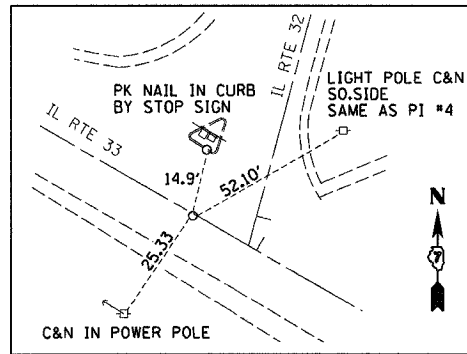 IL RTE 32
PK NAIL IN CURB
BY STOP SIGN
LIGHT POLE C&N
SO.SIDE
SAME AS PI #4
IL RTE 33
14.9'
52.10'
N
7
25.33
C&N IN POWER POLE